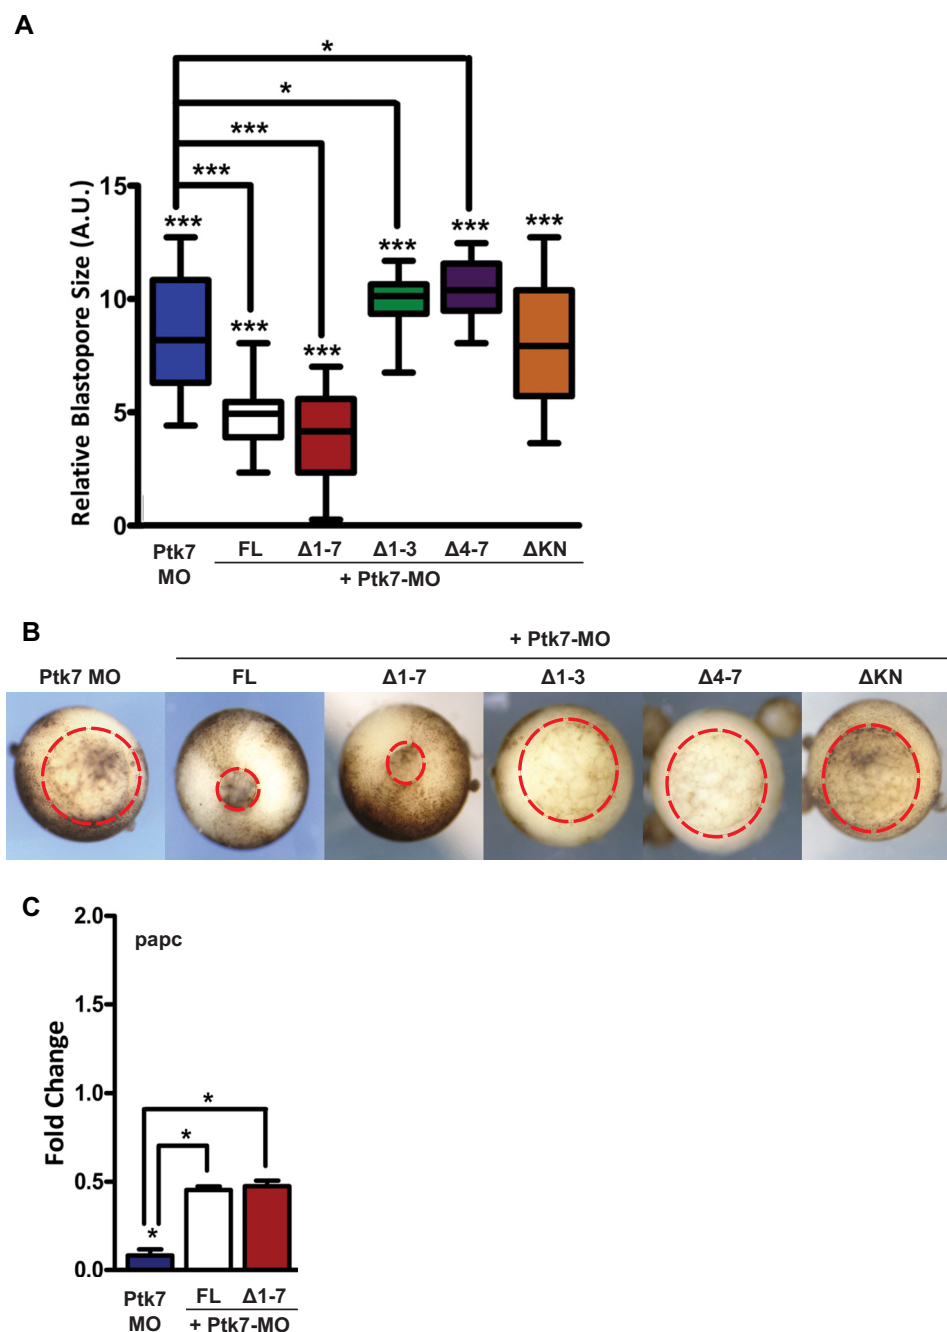 A
*
*
***
***
15
***
***
***
***
***
***
10
5
0
Relative Blastopore Size (A.U.)
Ptk7
MO
FL Δ1-7 Δ1-3 Δ4-7 ΔKN
+ Ptk7-MO
B
+ Ptk7-MO
Ptk7 MO FL Δ1-7 Δ1-3 Δ4-7 ΔKN
C
2.0
papc
1.5
1.0
*
*
0.5
*
0.0
Fold Change
Ptk7
MO
FL Δ1-7
+ Ptk7-MO